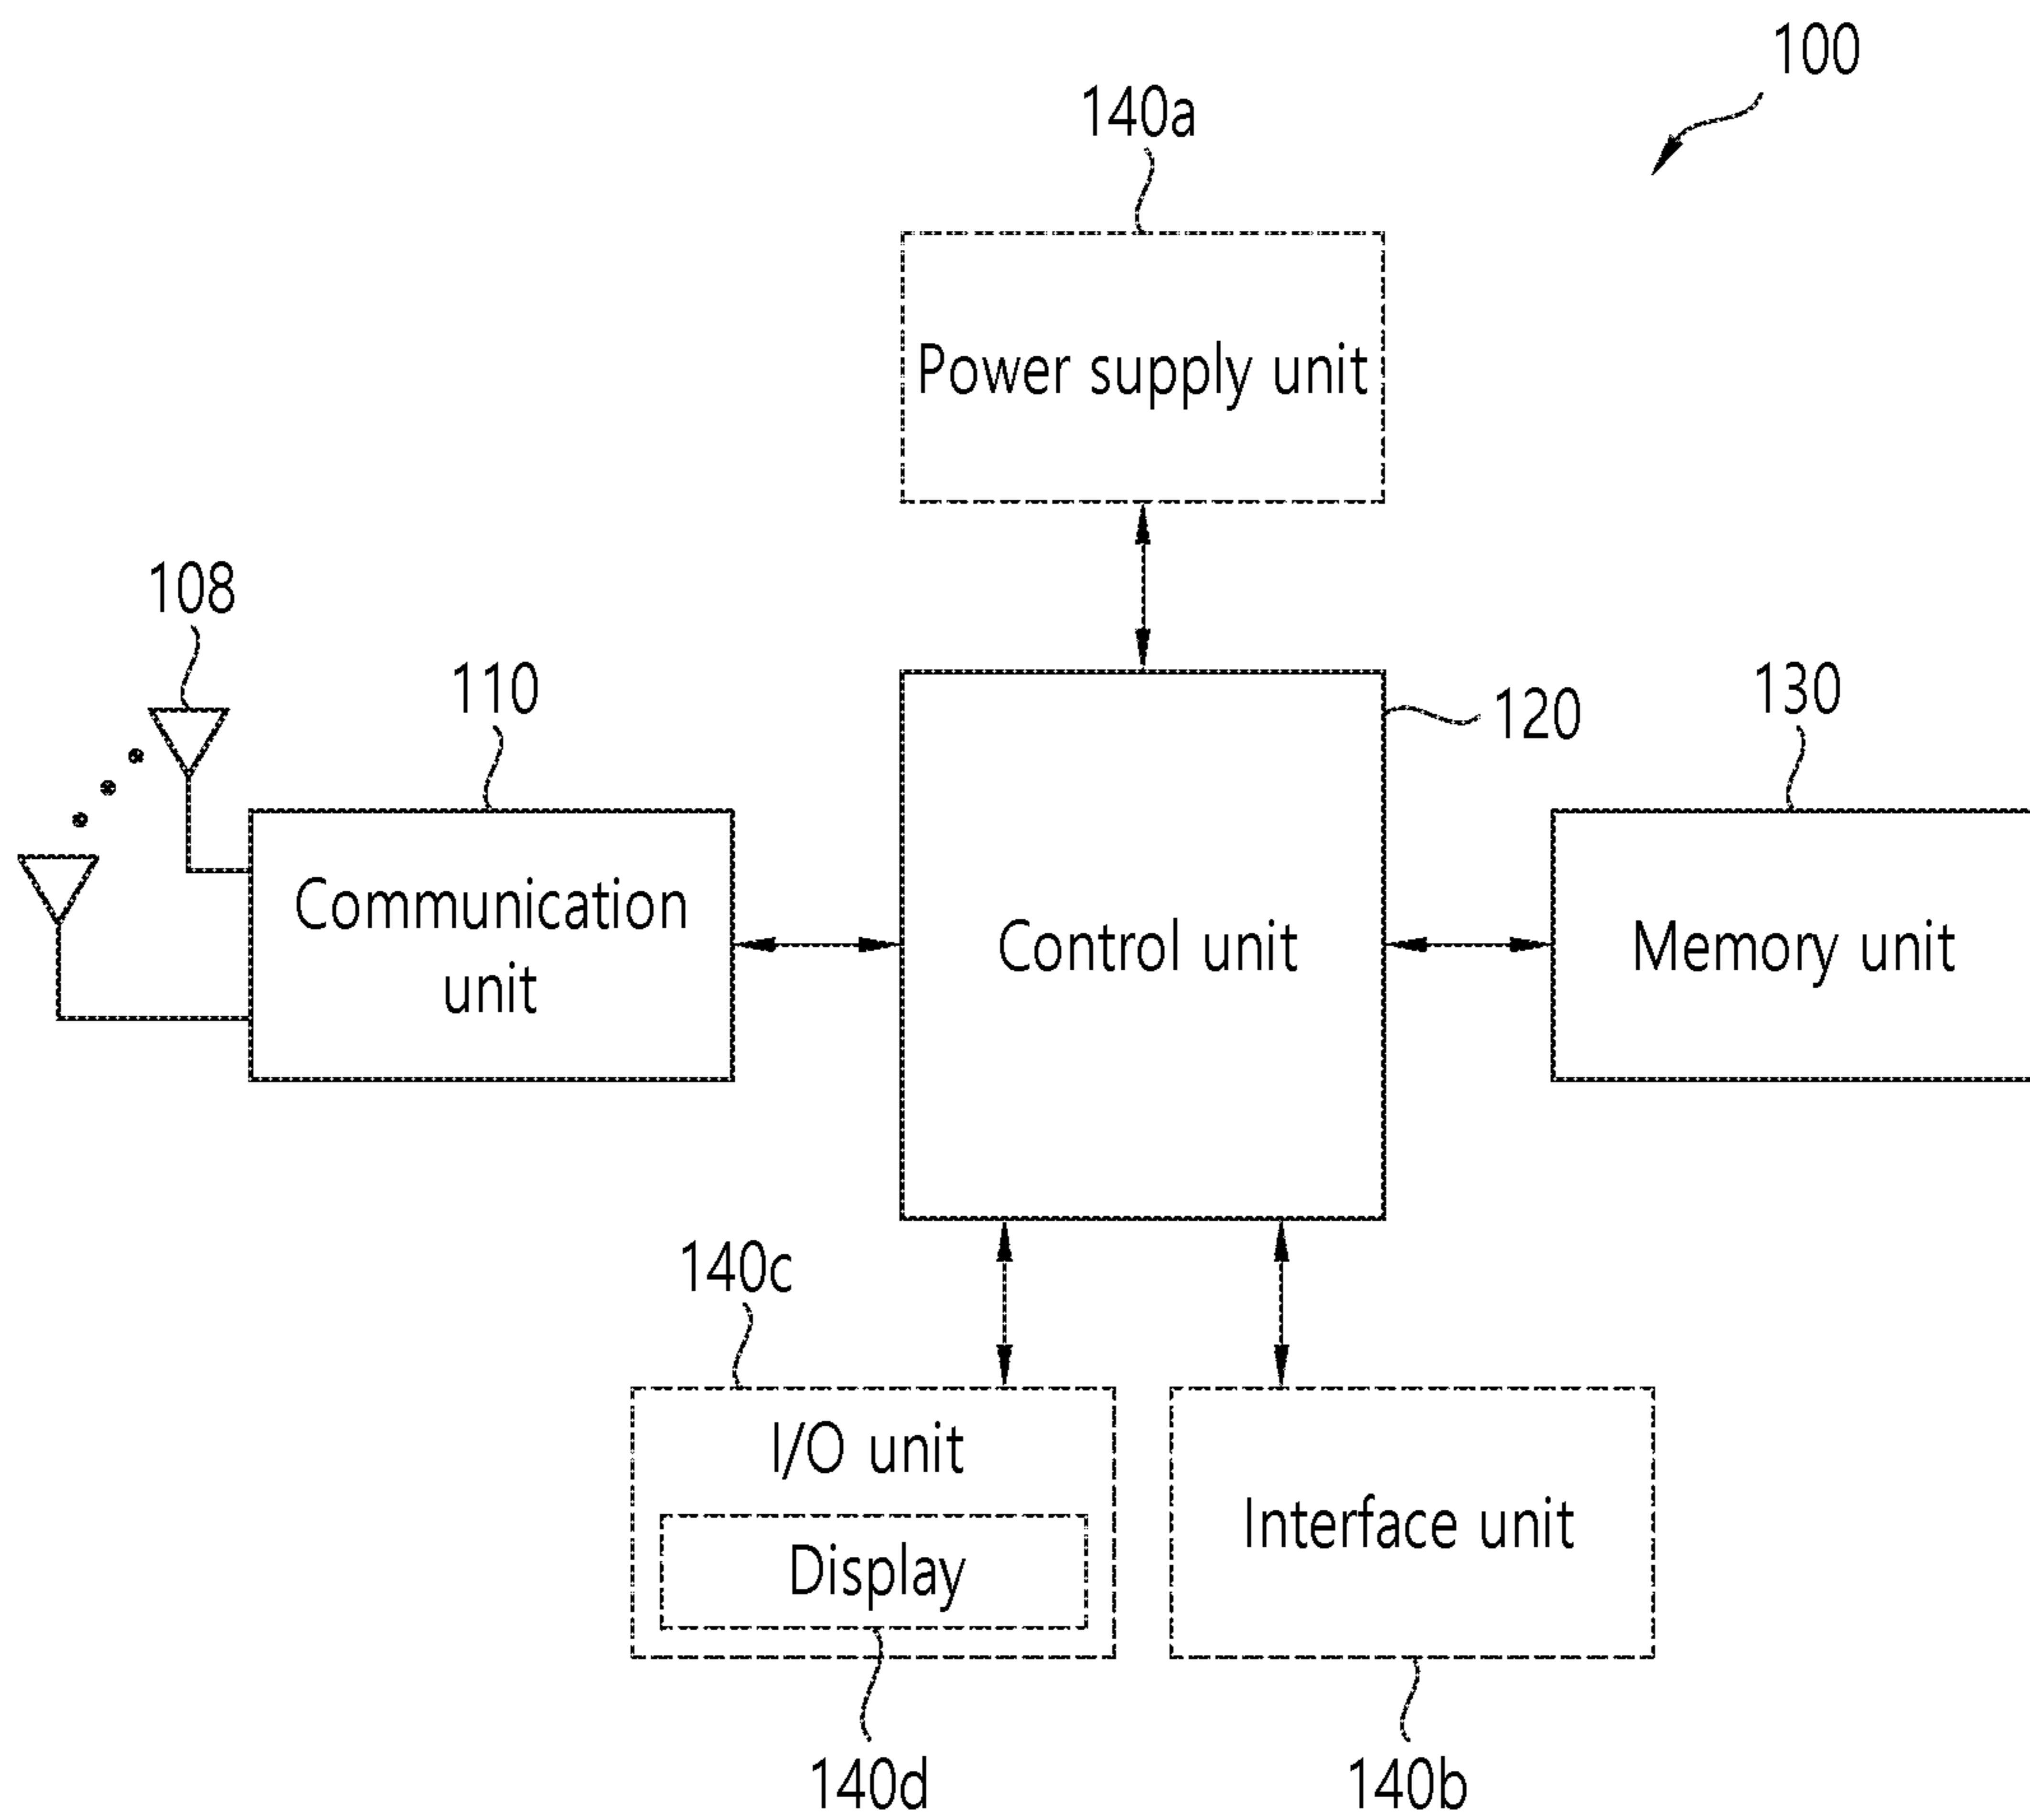 100
140a
Power supply unit
108
110
120
130
Communication
unit
Control unit
Memory unit
140c
I/O unit
Display
Interface unit
140d
140b